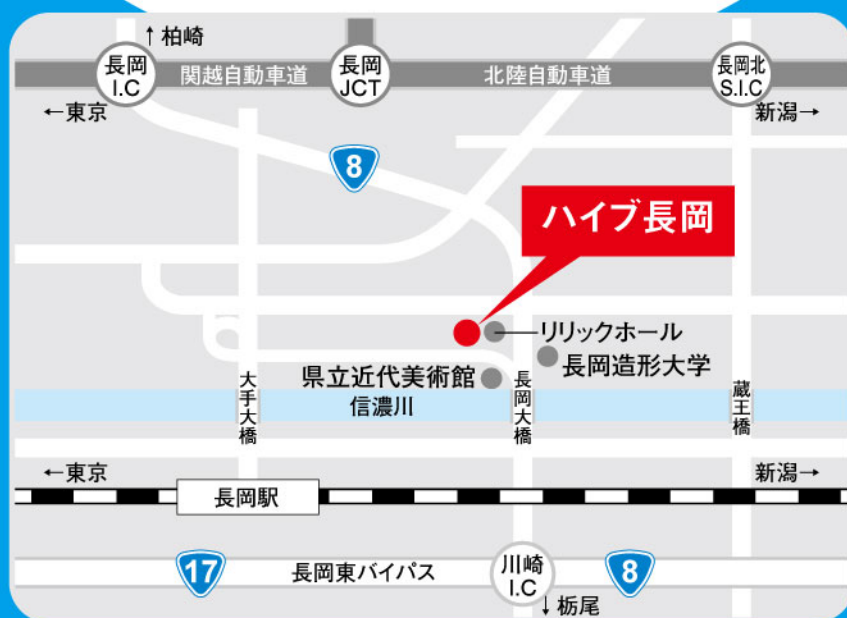 ↑柏崎
長岡
I.C
関越自動車道
長岡
JCT
北陸自動車道
長岡北
S.I.C
←東京
新潟→
8
ハイブ長岡
リリックホール
長岡造形大学
県立近代美術館
大手大橋
信濃川
長岡大橋
蔵王橋
←東京
新潟→
長岡駅
17
長岡東バイパス
川崎
I.C
8
↓栃尾